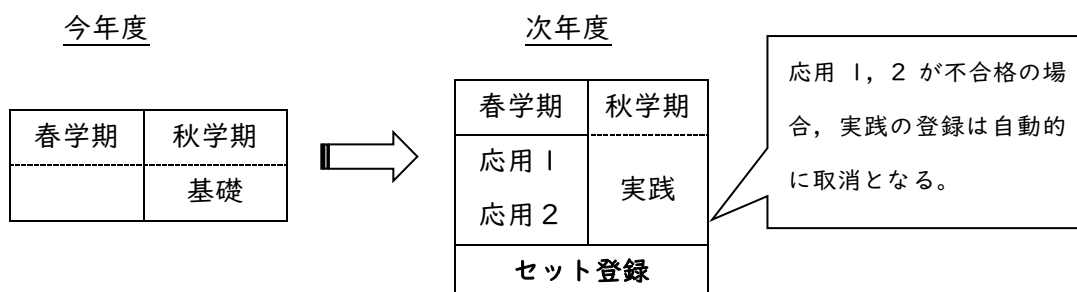 今年度
春学期 秋学期
基礎
次年度
春学期 秋学期
応用1
応用2
実践
セット登録
応用 1，2 が不合格の場
合，実践の登録は自動的
に取消となる。